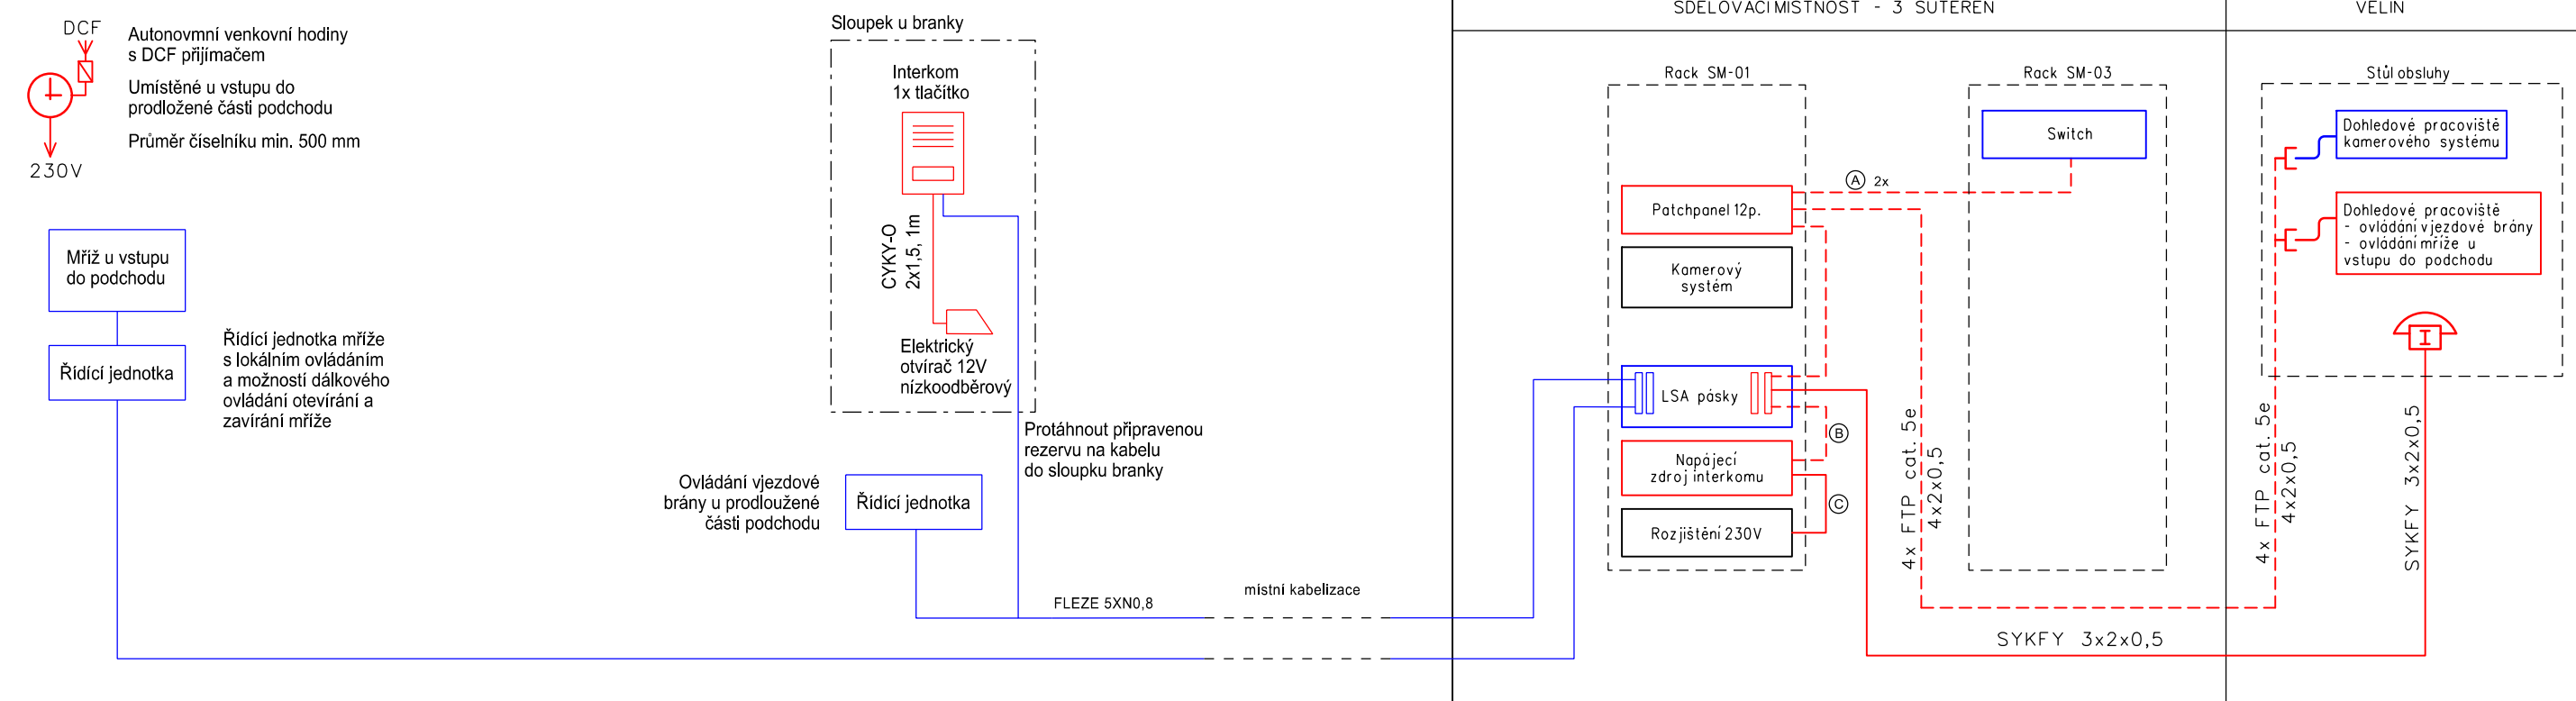 SDĚLOVACÍ MÍSTNOST - 3 SUTEREN
VELIN
DCF
Autonovmní venkovní hodiny
s DCF přijímačem
Umístěné u vstupu do
prodložené části podchodu
Průměr číselníku min. 500 mm
230V
Mříž u vstupu
do podchodu
Řídící jednotka
Řídící jednotka mříže
s lokálním ovládáním
a možností dálkového
ovládání otevírání a
zavírání mříže
Sloupek u branky
Interkom
1x tlačítko
CYKY-O
2x1,5, 1m
Elektrický
otvírač 12V
nízkoodběrový
Protáhnout připravenou
rezervu na kabelu
do sloupku branky
Ovládání vjezdové
brány u prodloužené
části podchodu
Řídící jednotka
FLEZE 5XN0,8
místní kabelizace
Rack SM-01
Patchpanel 12p.
Kamerový
systém
LSA pásky
Napájecí
zdroj interkomu
Rozjištění 230V
A 2x
B
C
Rack SM-03
Switch
4x FTP cat. 5e
4x2x0,5
SYKFY 3x2x0,5
Stůl obsluhy
Dohledové pracoviště
kamerového systému
Dohledové pracoviště
- ovládání vjezdové brány
- ovládání mříže u
vstupu do podchodu
4x FTP cat. 5e
4x2x0,5
SYKFY 3x2x0,5